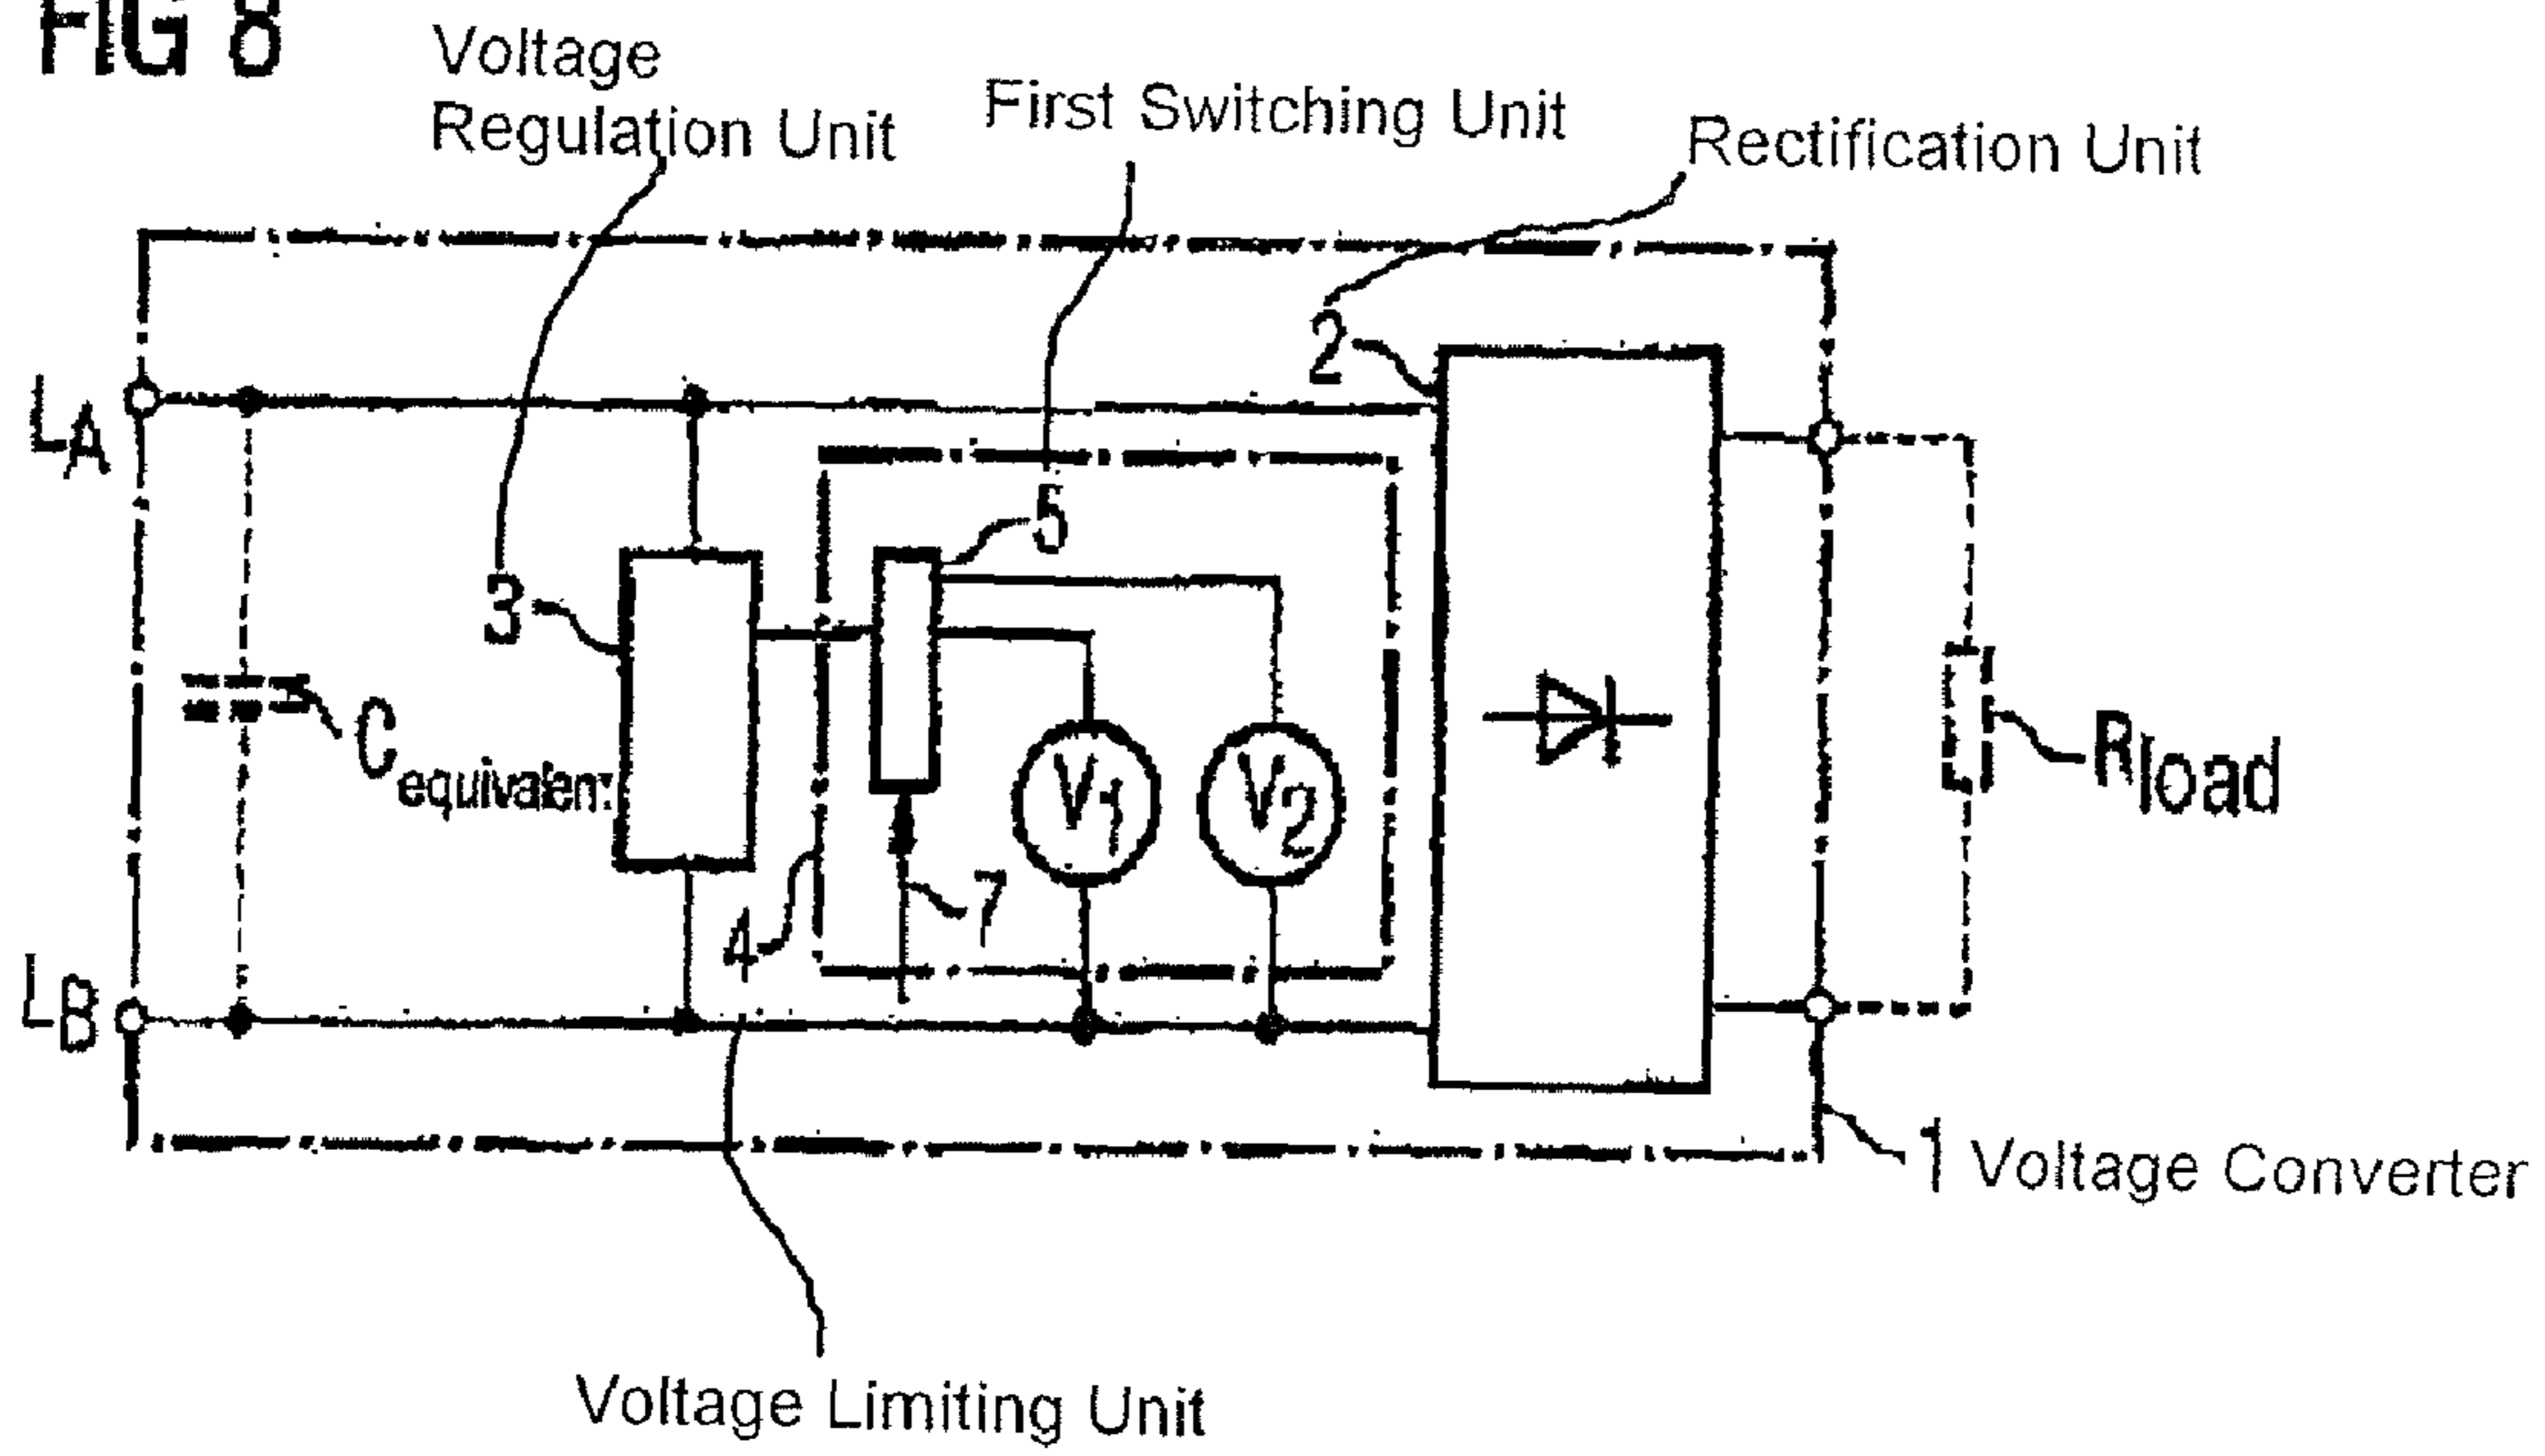 FIG 8
Voltage
Regulation Unit
First Switching Unit
Rectification Unit
2
LA
5
3
Cequivalent
V1
V2
Rload
7
4
LB
1 Voltage Converter
Voltage Limiting Unit